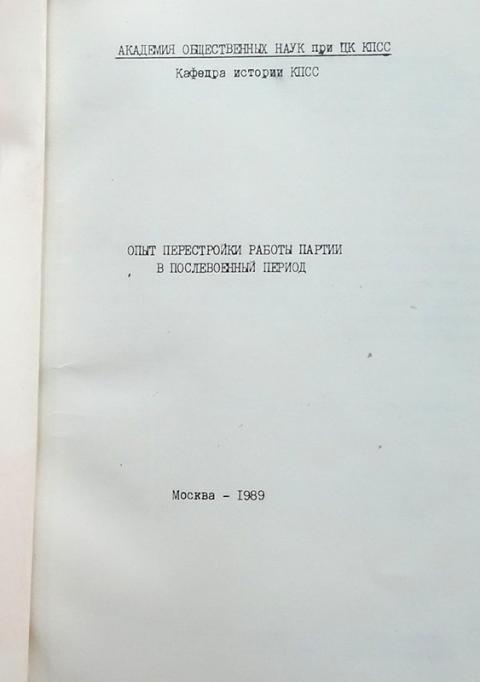 АКАДЕМИЯ ОБЩЕСТВЕННЫХ НАУК при ЦК КПСС
Кафедра истории КПСС
ОПЫТ ПЕРЕСТРОЙКИ РАБОТЫ ПАРТИИ
В ПОСЛЕВОЕННЫЙ ПЕРИОД
Москва - 1989